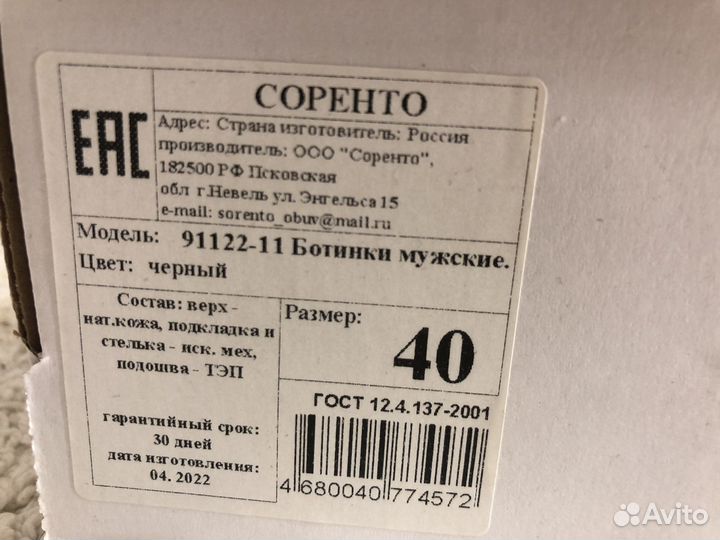 EAC
СОРЕНТО
Адрес: Страна изготовитель: Россия
производитель: ООО "Соренто",
182500 РФ Псковская
обл г.Невель ул. Энгельса 15
e-mail: sorento_obuv@mail.ru
Модель: 91122-11 Ботинки мужские.
Цвет: черный
Состав: верх -
нат.кожа, подкладка и
стелька - иск. мех,
подошва - ТЭП
гарантийный срок:
30 дней
дата изготовления:
04. 2022
Размер:
40
ГОСТ 12.4.137-2001
4 680040 774572
Avito